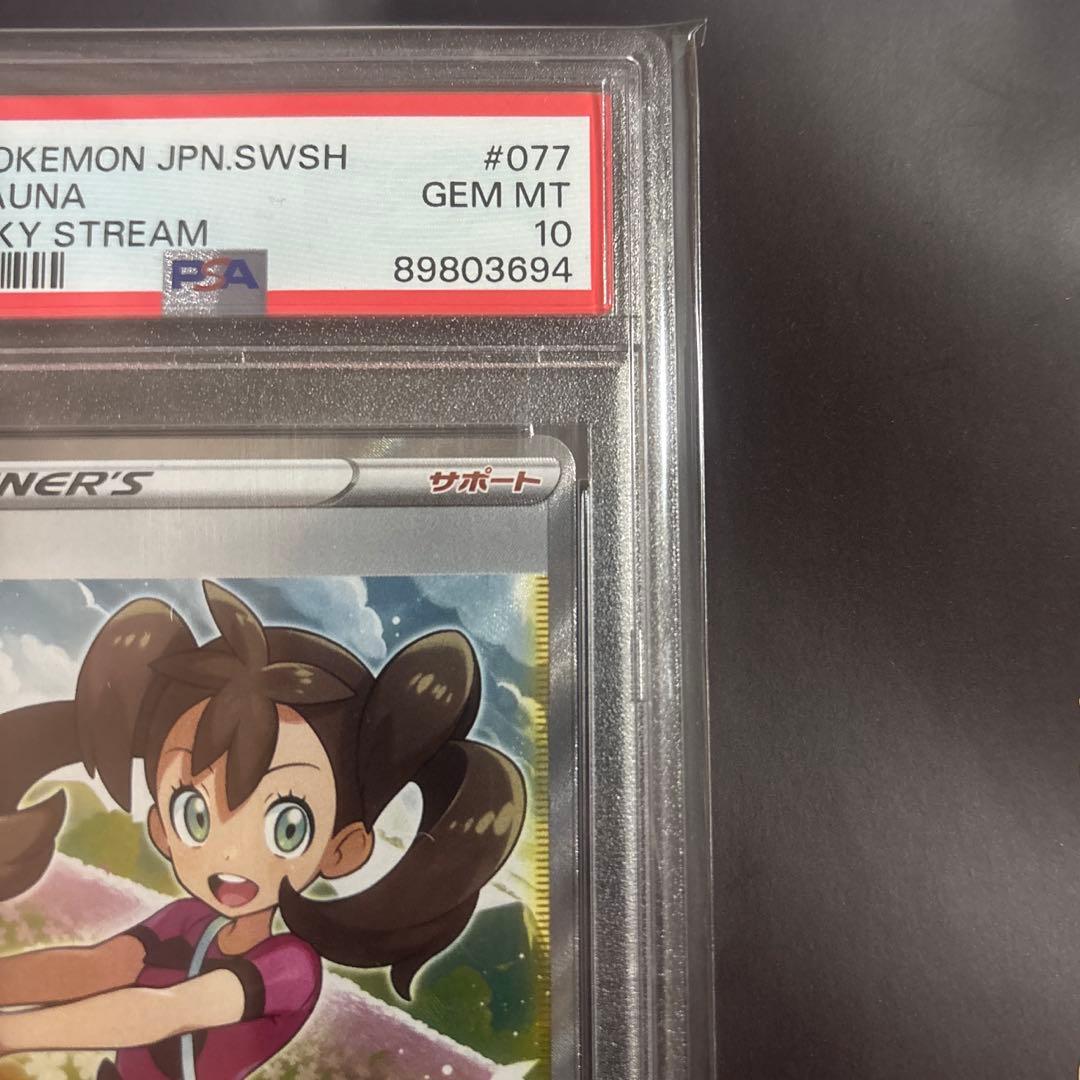 OKEMON JPN.SWSH #077
AUNA GEM MT
KY STREAM 10
PSA 89803694
NER'S サポート